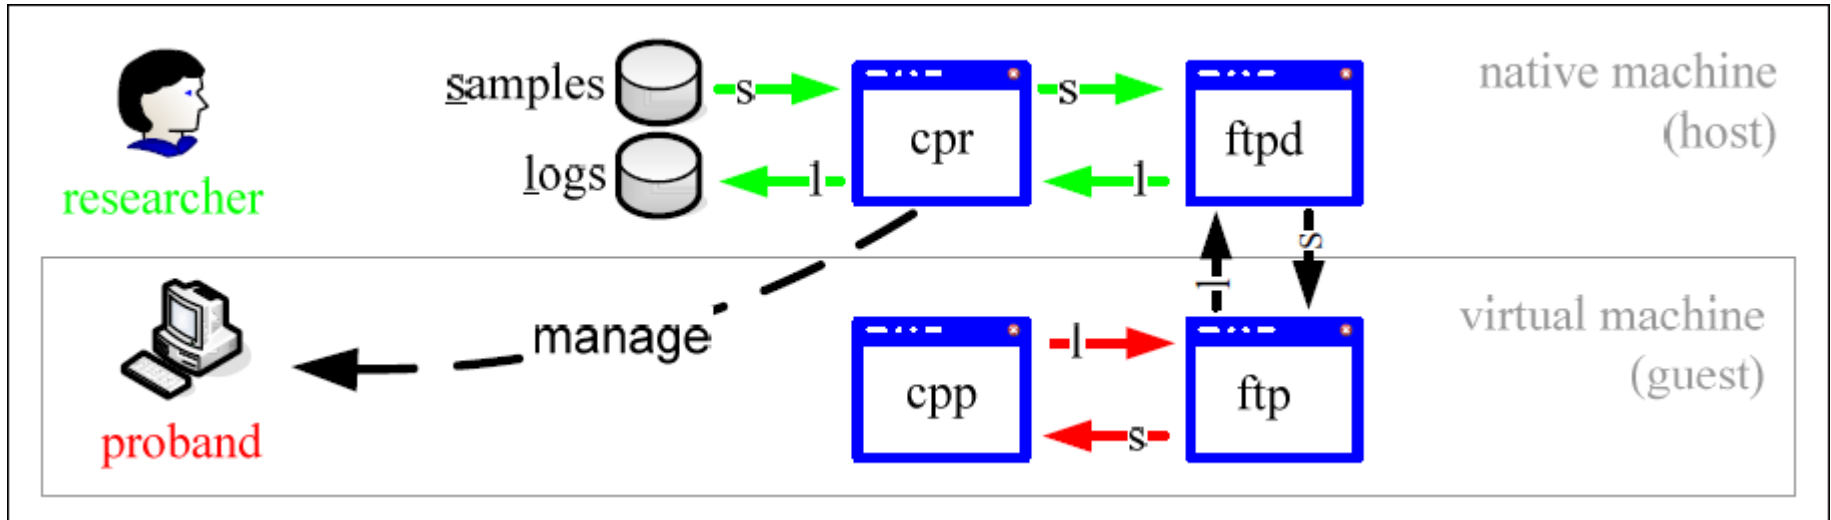 samples
s
s
native machine
(host)
cpr
ftpd
logs
l
l
researcher
s
l
manage
virtual machine
(guest)
l
cpp
ftp
s
proband